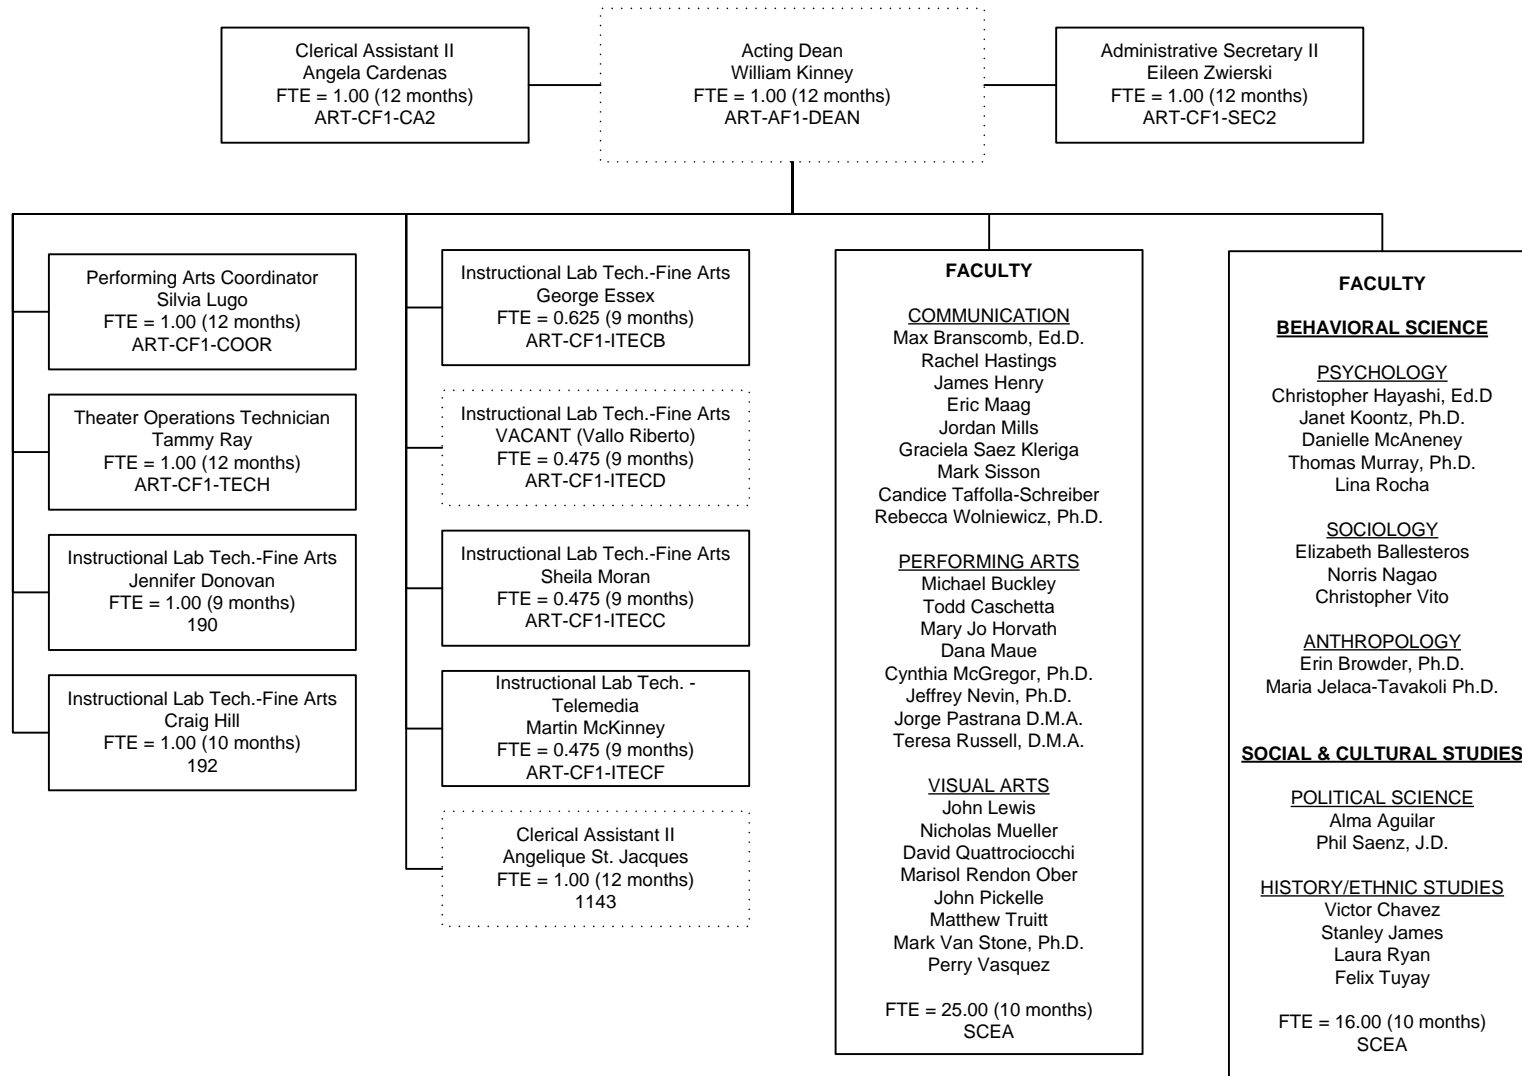 Clerical Assistant II
Angela Cardenas
FTE = 1.00 (12 months)
ART-CF1-CA2
Acting Dean
William Kinney
FTE = 1.00 (12 months)
ART-AF1-DEAN
Administrative Secretary II
Eileen Zwierski
FTE = 1.00 (12 months)
ART-CF1-SEC2
Performing Arts Coordinator
Silvia Lugo
FTE = 1.00 (12 months)
ART-CF1-COOR
Theater Operations Technician
Tammy Ray
FTE = 1.00 (12 months)
ART-CF1-TECH
Instructional Lab Tech.-Fine Arts
Jennifer Donovan
FTE = 1.00 (9 months)
190
Instructional Lab Tech.-Fine Arts
Craig Hill
FTE = 1.00 (10 months)
192
Instructional Lab Tech.-Fine Arts
George Essex
FTE = 0.625 (9 months)
ART-CF1-ITECB
Instructional Lab Tech.-Fine Arts
VACANT (Vallo Riberto)
FTE = 0.475 (9 months)
ART-CF1-ITECD
Instructional Lab Tech.-Fine Arts
Sheila Moran
FTE = 0.475 (9 months)
ART-CF1-ITECC
Instructional Lab Tech. -
Telemedia
Martin McKinney
FTE = 0.475 (9 months)
ART-CF1-ITECF
Clerical Assistant II
Angelique St. Jacques
FTE = 1.00 (12 months)
1143
FACULTY
COMMUNICATION
Max Branscomb, Ed.D.
Rachel Hastings
James Henry
Eric Maag
Jordan Mills
Graciela Saez Kleriga
Mark Sisson
Candice Taffolla-Schreiber
Rebecca Wolniewicz, Ph.D.
PERFORMING ARTS
Michael Buckley
Todd Caschetta
Mary Jo Horvath
Dana Maue
Cynthia McGregor, Ph.D.
Jeffrey Nevin, Ph.D.
Jorge Pastrana D.M.A.
Teresa Russell, D.M.A.
VISUAL ARTS
John Lewis
Nicholas Mueller
David Quattrociocchi
Marisol Rendon Ober
John Pickelle
Matthew Truitt
Mark Van Stone, Ph.D.
Perry Vasquez
FTE = 25.00 (10 months)
SCEA
FACULTY
BEHAVIORAL SCIENCE
PSYCHOLOGY
Christopher Hayashi, Ed.D
Janet Koontz, Ph.D.
Danielle McAneney
Thomas Murray, Ph.D.
Lina Rocha
SOCIOLOGY
Elizabeth Ballesteros
Norris Nagao
Christopher Vito
ANTHROPOLOGY
Erin Browder, Ph.D.
Maria Jelaca-Tavakoli Ph.D.
SOCIAL & CULTURAL STUDIES
POLITICAL SCIENCE
Alma Aguilar
Phil Saenz, J.D.
HISTORY/ETHNIC STUDIES
Victor Chavez
Stanley James
Laura Ryan
Felix Tuyay
FTE = 16.00 (10 months)
SCEA